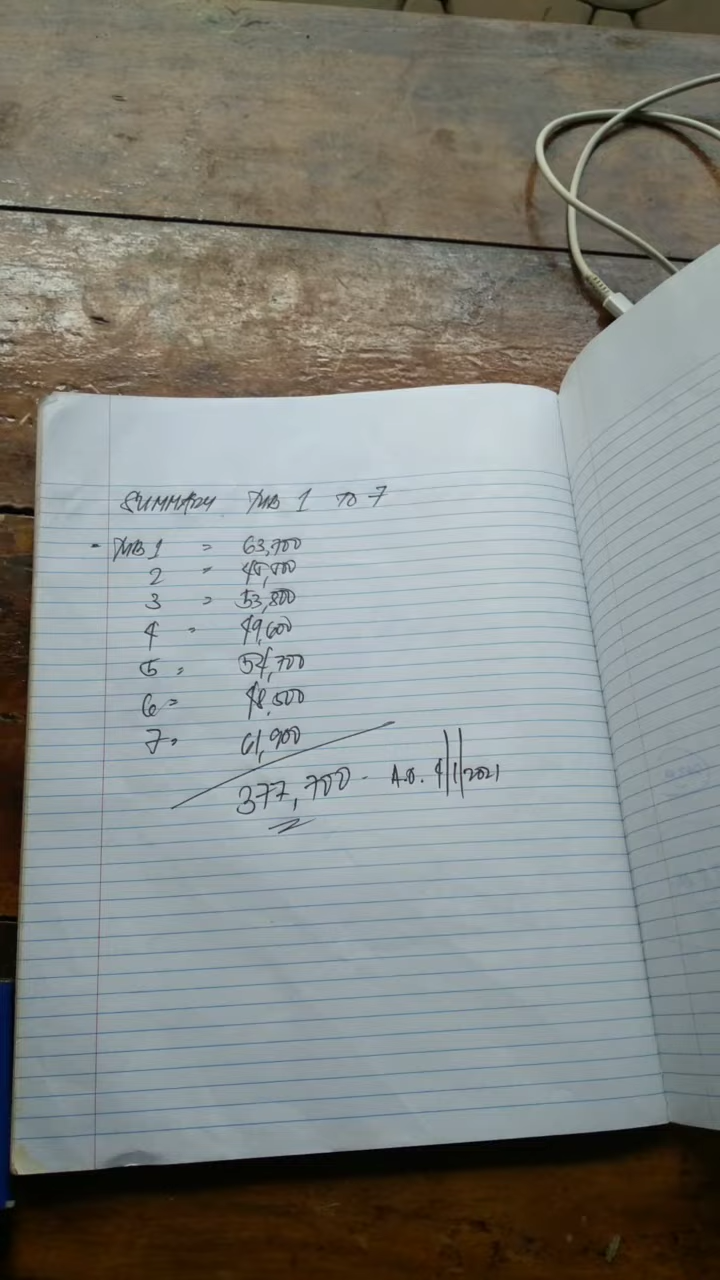 SUMMARY 1 TO 7
- 1 = 63,700
2 = 45,500
3 = 53,800
4 = 49,600
5 = 54,700
6 = 48,500
7 = 61,900
377,700 - A.O. 4/1/2021